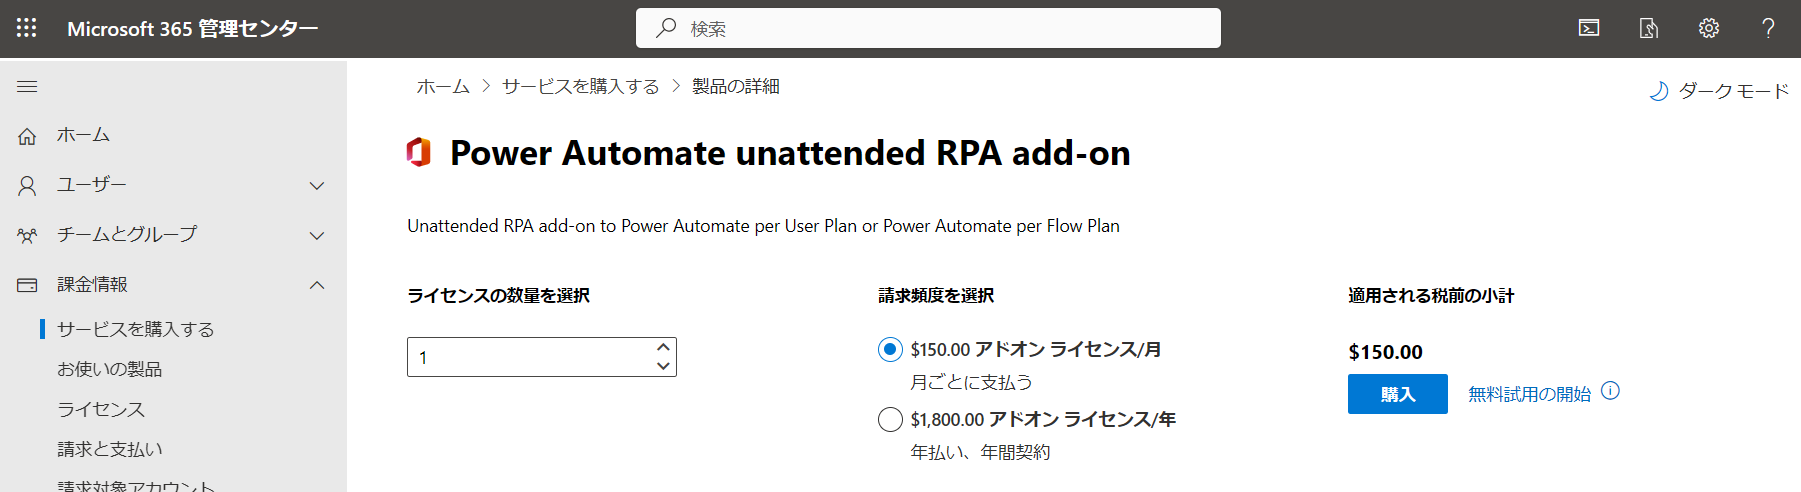 Microsoft 365 管理センター
検索
ホーム > サービスを購入する > 製品の詳細
ダーク モード
ホーム
ユーザー
チームとグループ
課金情報
サービスを購入する
お使いの製品
ライセンス
請求と支払い
請求対象アカウント
Power Automate unattended RPA add-on
Unattended RPA add-on to Power Automate per User Plan or Power Automate per Flow Plan
ライセンスの数量を選択
1
請求頻度を選択
$150.00 アドオン ライセンス/月
月ごとに支払う
$1,800.00 アドオン ライセンス/年
年払い、年間契約
適用される税前の小計
$150.00
購入
無料試用の開始